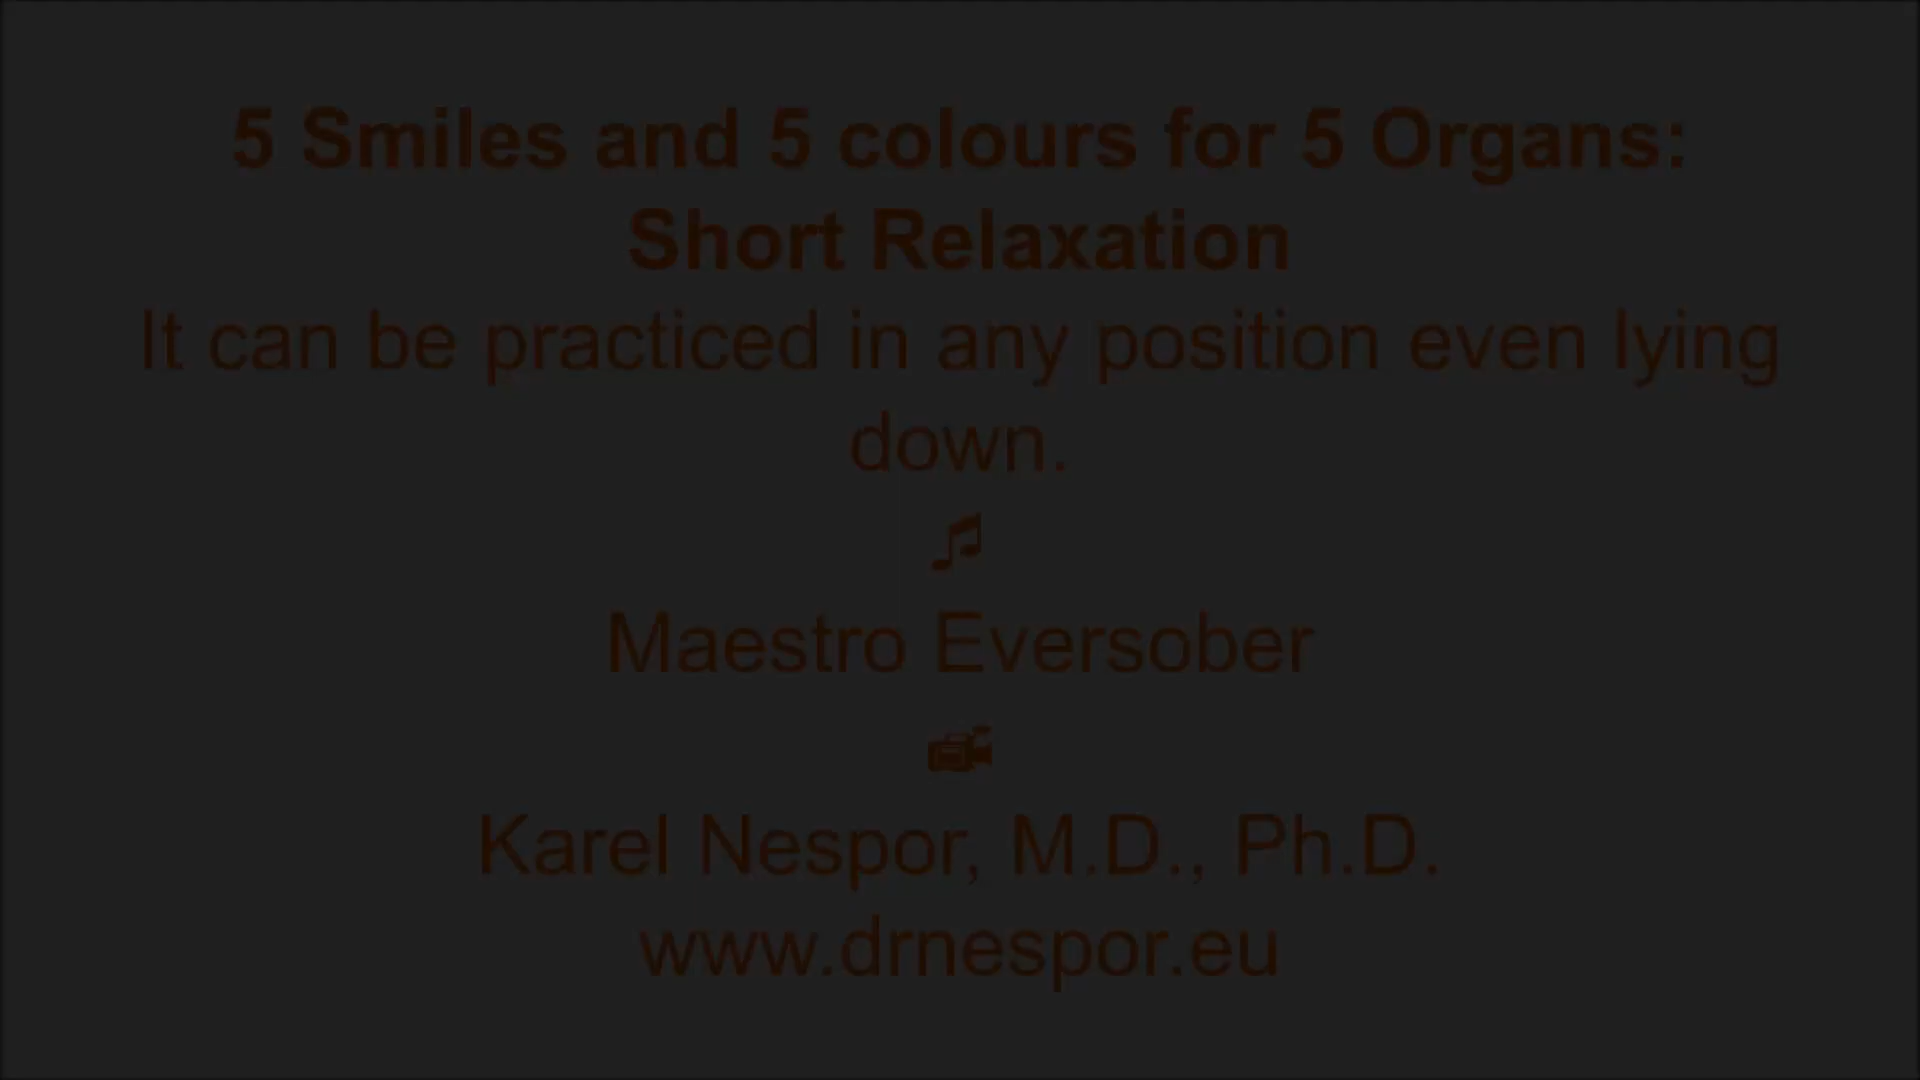 5 Smiles and 5 colours for 5 Organs:
Short Relaxation
It can be practiced in any position even lying
down.
Maestro Eversober
Karel Nespor, M.D., Ph.D.
www.drnespor.eu